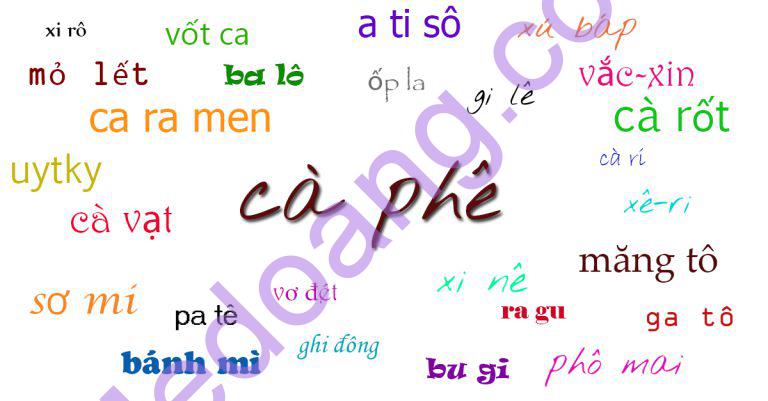 xi rô
vốt ca
a ti sô
xú báp
mỏ lết
ba lô
ốp la
gi lê
vắc-xin
ca ra men
cà rốt
uytky
cà ri
cà vạt
cà phê
xê-ri
măng tô
sơ mi
pa tê
vơ đét
xi nê
ra gu
ga tô
bánh mì
ghi đông
bu gi
phô mai
ledoang.co